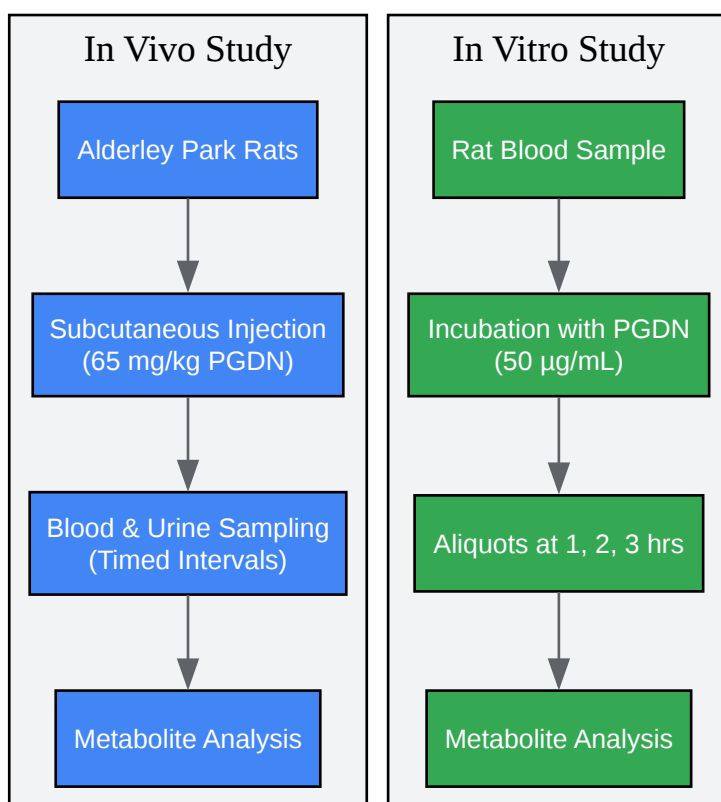 In Vivo Study
Alderley Park Rats
Subcutaneous Injection
(65 mg/kg PGDN)
Blood & Urine Sampling
(Timed Intervals)
Metabolite Analysis
In Vitro Study
Rat Blood Sample
Incubation with PGDN
(50 µg/mL)
Aliquots at 1, 2, 3 hrs
Metabolite Analysis